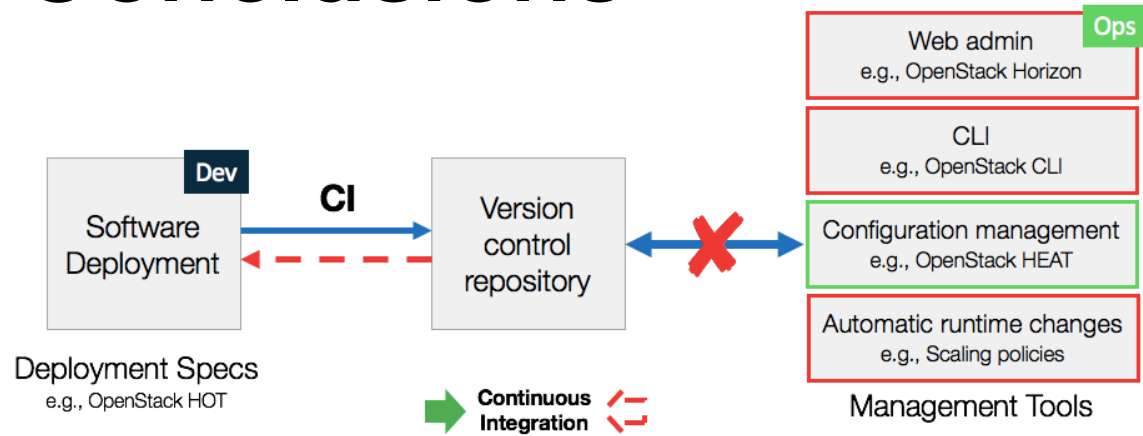 Conclusions
Ops
Web admin
e.g., OpenStack Horizon
CLI
e.g., OpenStack CLI
Dev
CI
Software
Deployment
Version
control
repository
Configuration management
e.g., OpenStack HEAT
Automatic runtime changes
e.g., Scaling policies
Deployment Specs
e.g., OpenStack HOT
Continuous
Integration
Management Tools